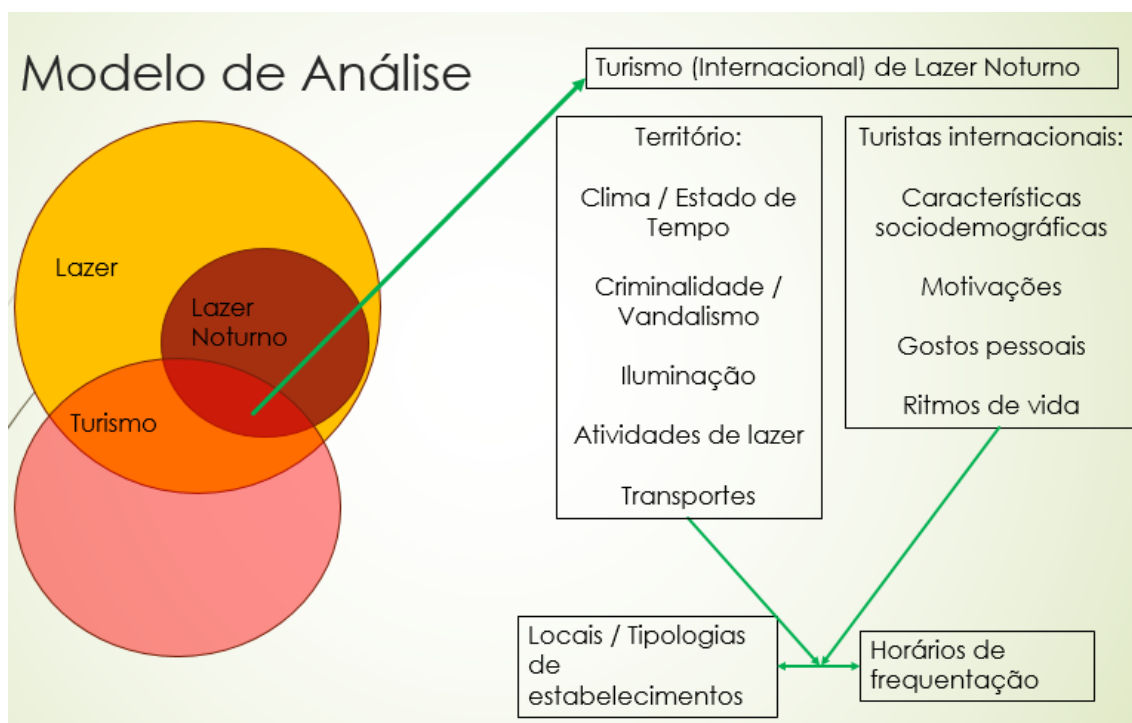 Modelo de Análise
Lazer
Lazer
Noturno
Turismo
Turismo (Internacional) de Lazer Noturno
Território:
Clima / Estado de
Tempo
Criminalidade /
Vandalismo
Iluminação
Atividades de lazer
Transportes
Turistas internacionais:
Características
sociodemográficas
Motivações
Gostos pessoais
Ritmos de vida
Locais / Tipologias
de
estabelecimentos
Horários de
frequentação